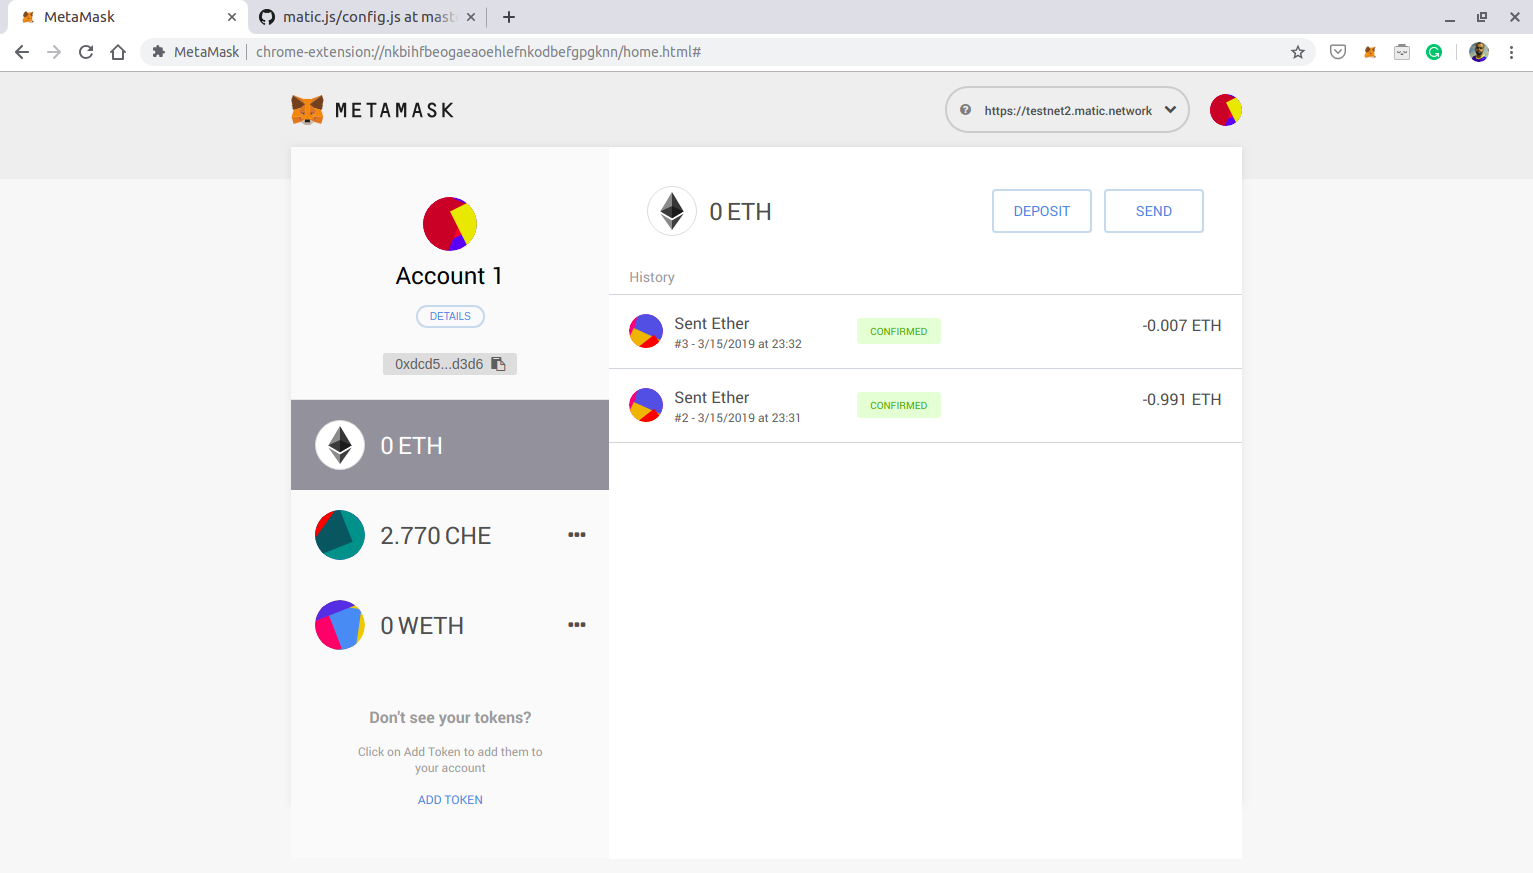 MetaMask
matic.js/config.js at mast
MetaMask
chrome-extension://nkbihfbeogaeaoehlefnkodbefgpgknn/home.html#
METAMASK
https://testnet2.matic.network
Account 1
DETAILS
0xdcd5...d3d6
0 ETH
2.770 CHE
0 WETH
Don't see your tokens?
Click on Add Token to add them to
your account
ADD TOKEN
0 ETH
DEPOSIT
SEND
History
Sent Ether
#3 - 3/15/2019 at 23:32
CONFIRMED
-0.007 ETH
Sent Ether
#2 - 3/15/2019 at 23:31
CONFIRMED
-0.991 ETH